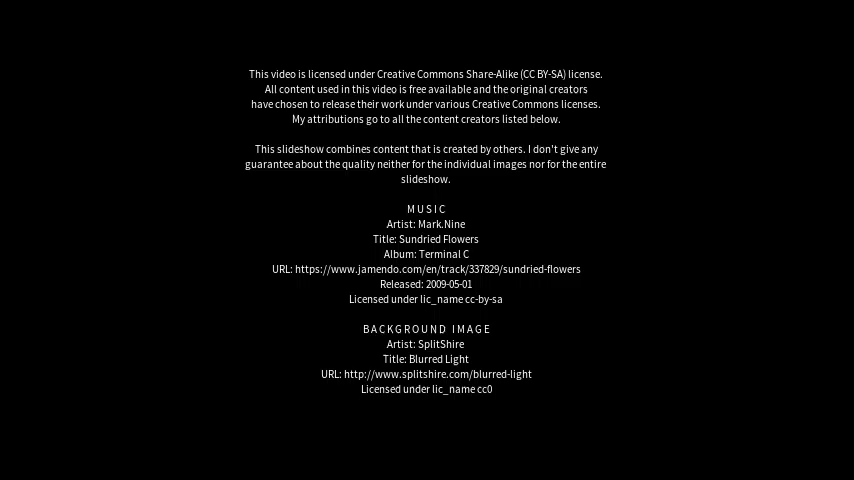 This video is licensed under Creative Commons Share-Alike (CC BY-SA) license.
All content used in this video is free available and the original creators
have chosen to release their work under various Creative Commons licenses.
My attributions go to all the content creators listed below.
This slideshow combines content that is created by others. I don't give any
guarantee about the quality neither for the individual images nor for the entire
slideshow.
MUSIC
Artist: Mark.Nine
Title: Sundried Flowers
Album: Terminal C
URL: https://www.jamendo.com/en/track/337829/sundried-flowers
Released: 2009-05-01
Licensed under lic_name cc-by-sa
BACKGROUND IMAGE
Artist: SplitShire
Title: Blurred Light
URL: http://www.splitshire.com/blurred-light
Licensed under lic_name cc0